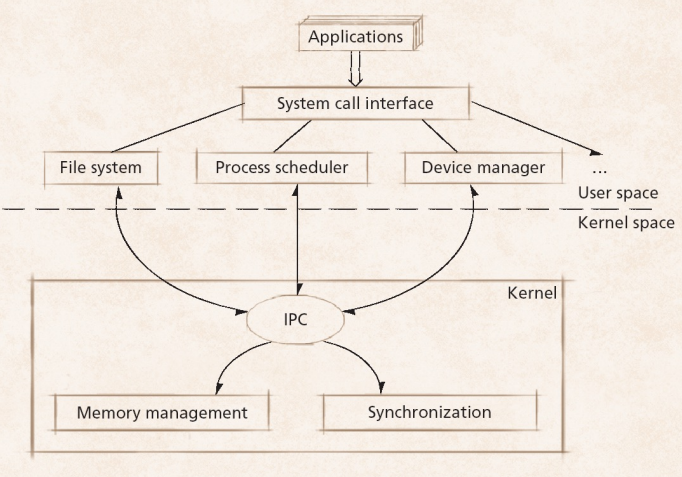 Applications
System call interface
File system
Process scheduler
Device manager
...
User space
Kernel space
Kernel
IPC
Memory management
Synchronization